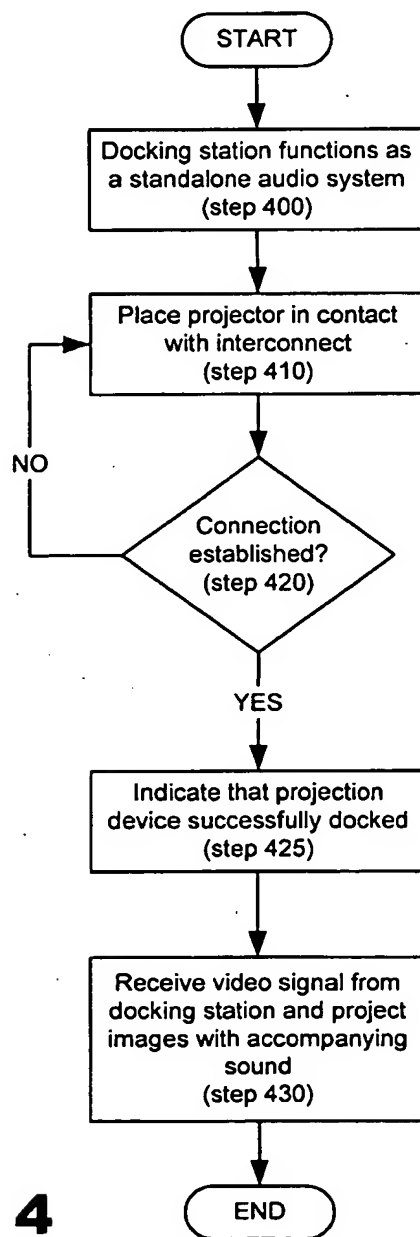 START
Docking station functions as
a standalone audio system
(step 400)
Place projector in contact
with interconnect
(step 410)
NO
Connection
established?
(step 420)
YES
Indicate that projection
device successfully docked
(step 425)
Receive video signal from
docking station and project
images with accompanying
sound
(step 430)
4
END